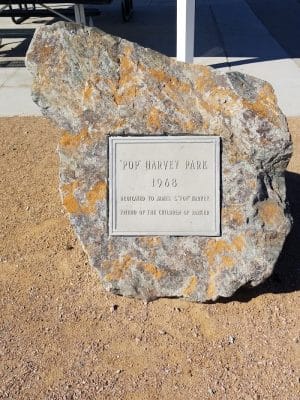 "POP" HARVEY PARK
1968
DEDICATED TO JAMES S. "POP" HARVEY
FRIEND OF THE CHILDREN OF